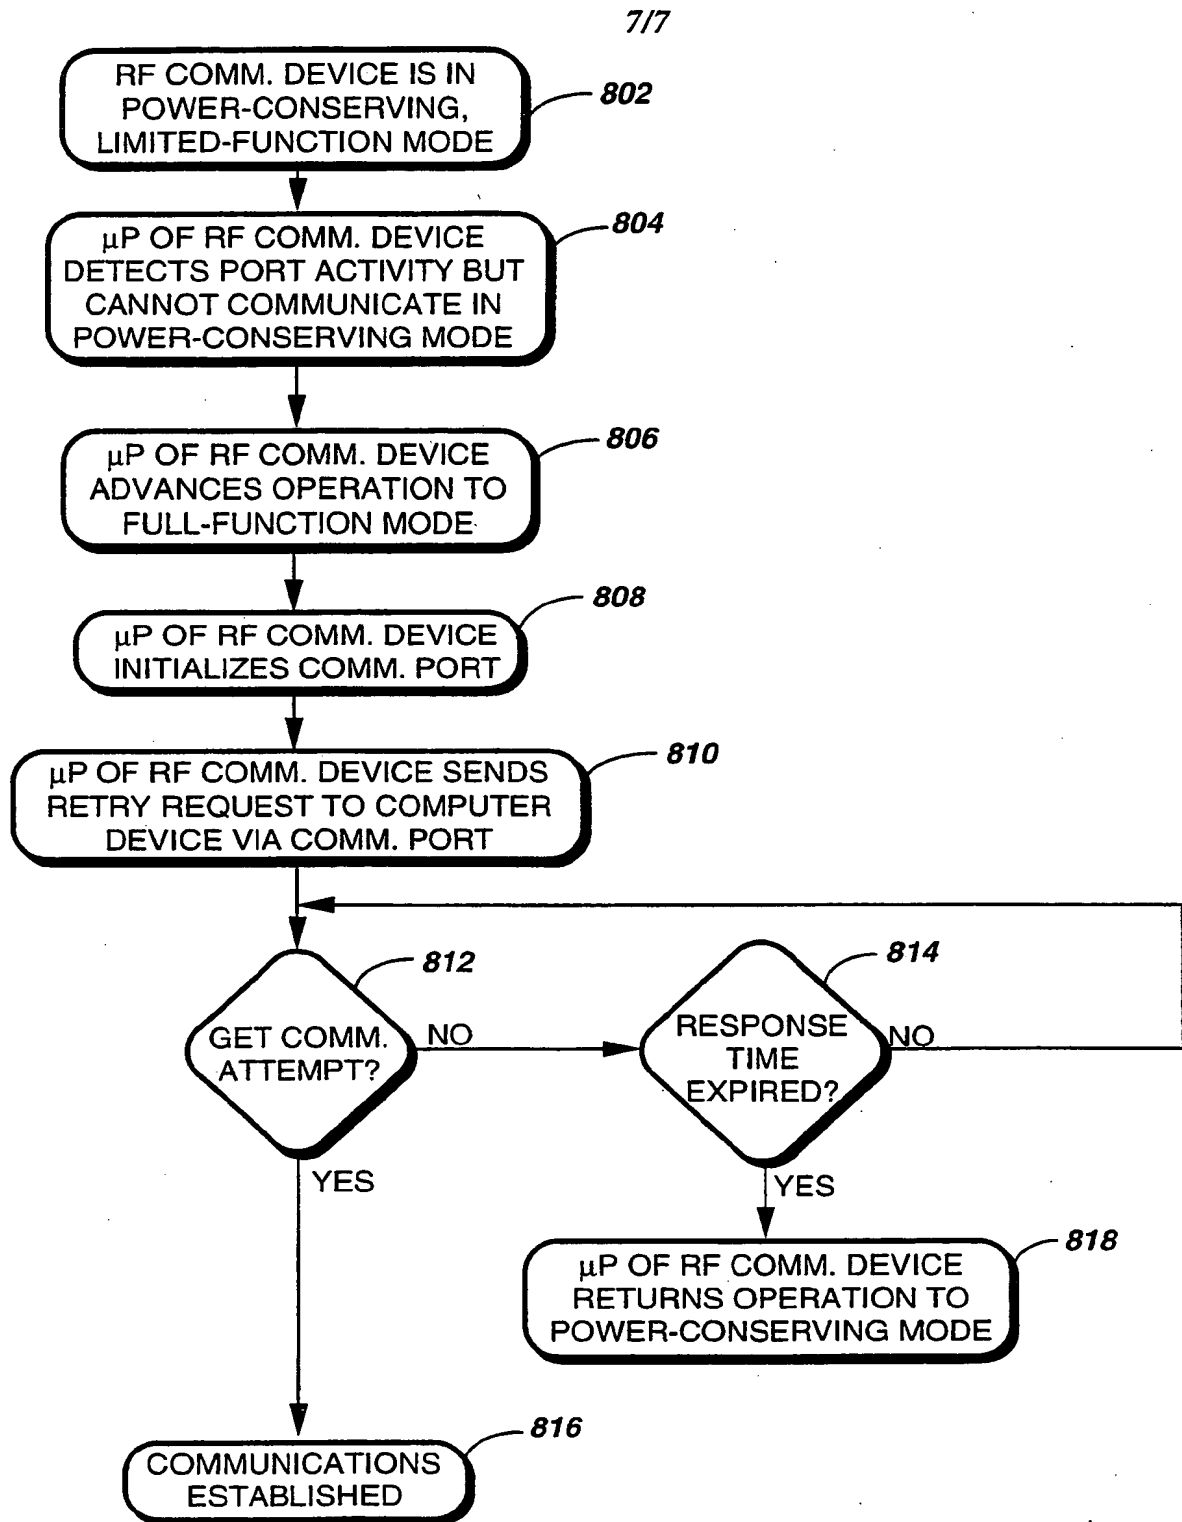 7/7
RF COMM. DEVICE IS IN
POWER-CONSERVING,
LIMITED-FUNCTION MODE
802
µP OF RF COMM. DEVICE
DETECTS PORT ACTIVITY BUT
CANNOT COMMUNICATE IN
POWER-CONSERVING MODE
804
µP OF RF COMM. DEVICE
ADVANCES OPERATION TO
FULL-FUNCTION MODE
806
µP OF RF COMM. DEVICE
INITIALIZES COMM. PORT
808
µP OF RF COMM. DEVICE SENDS
RETRY REQUEST TO COMPUTER
DEVICE VIA COMM. PORT
810
GET COMM.
ATTEMPT?
812
NO
YES
RESPONSE
TIME
EXPIRED?
814
NO
YES
µP OF RF COMM. DEVICE
RETURNS OPERATION TO
POWER-CONSERVING MODE
818
COMMUNICATIONS
ESTABLISHED
816